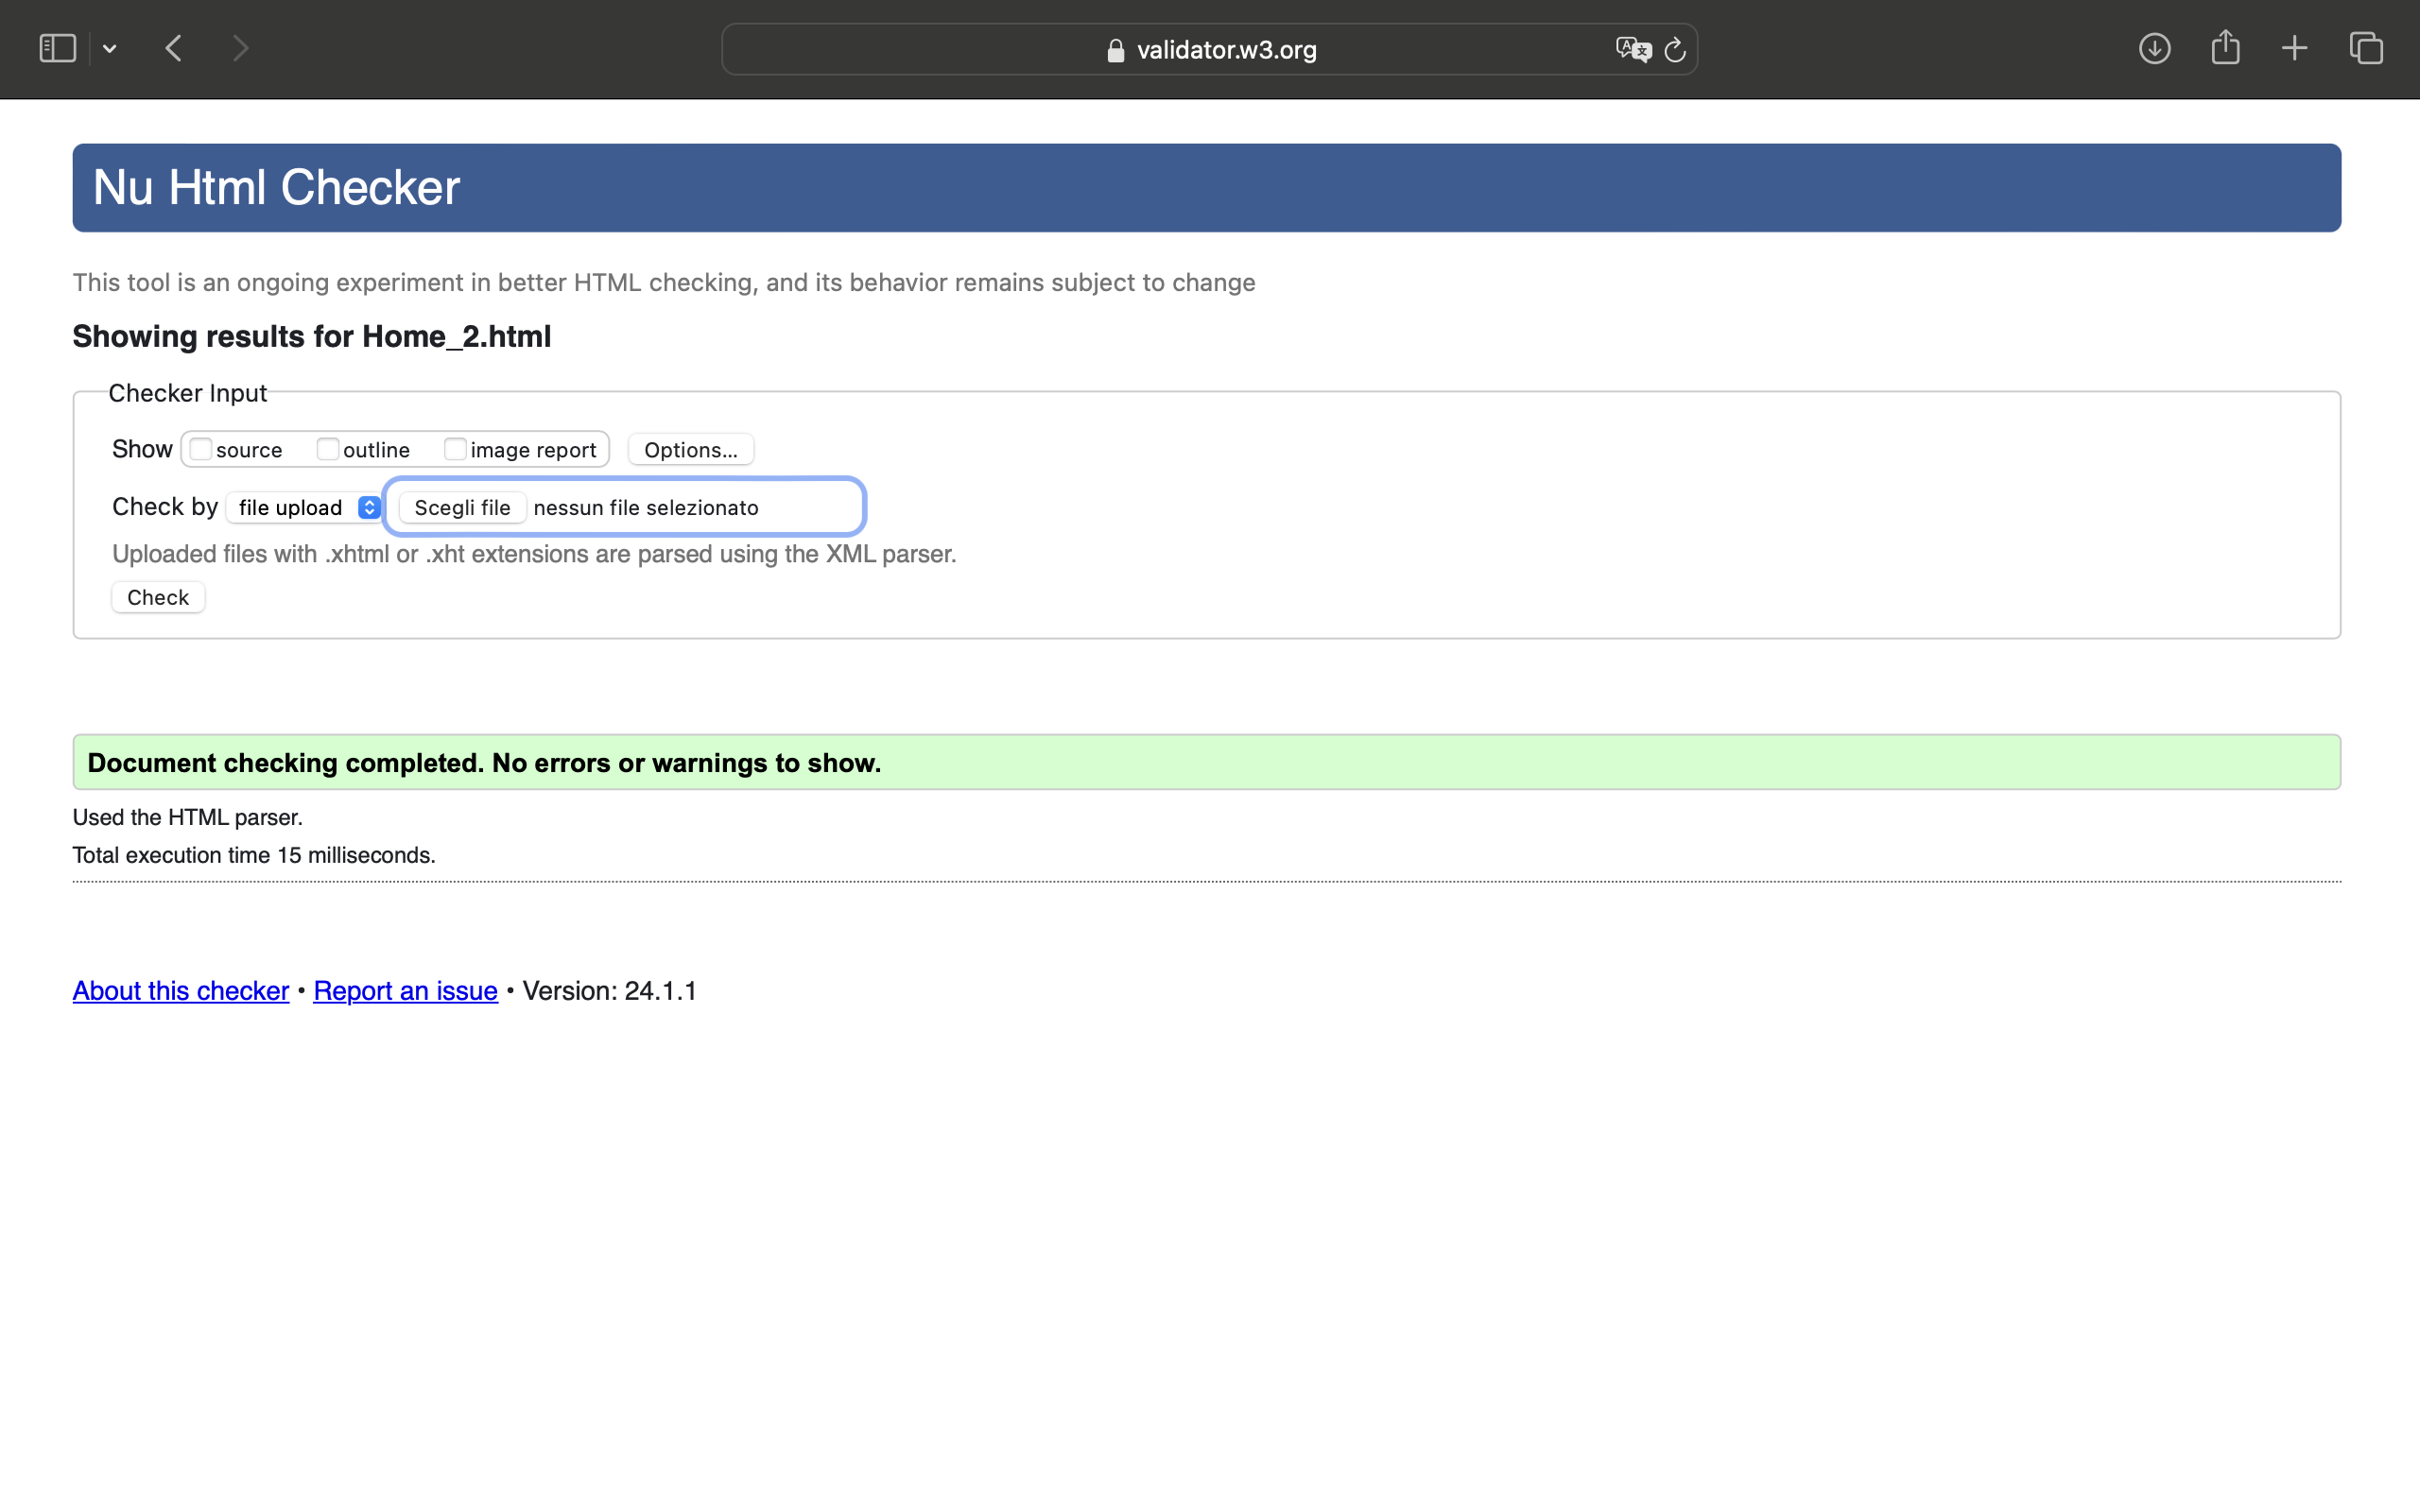 validator.w3.org
Nu Html Checker
This tool is an ongoing experiment in better HTML checking, and its behavior remains subject to change
Showing results for Home_2.html
Checker Input
Show source outline image report Options...
Check by file upload Scegli file nessun file selezionato
Uploaded files with .xhtml or .xht extensions are parsed using the XML parser.
Check
Document checking completed. No errors or warnings to show.
Used the HTML parser.
Total execution time 15 milliseconds.
About this checker • Report an issue • Version: 24.1.1